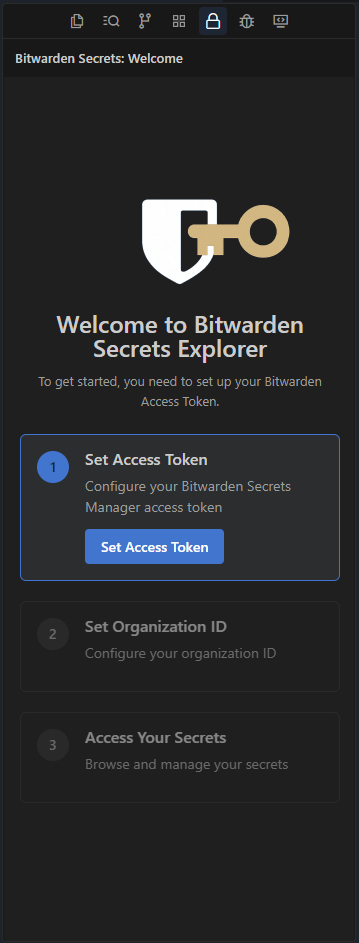 Bitwarden Secrets: Welcome
Welcome to Bitwarden
Secrets Explorer
To get started, you need to set up your Bitwarden
Access Token.
1
Set Access Token
Configure your Bitwarden Secrets
Manager access token
Set Access Token
2
Set Organization ID
Configure your organization ID
3
Access Your Secrets
Browse and manage your secrets